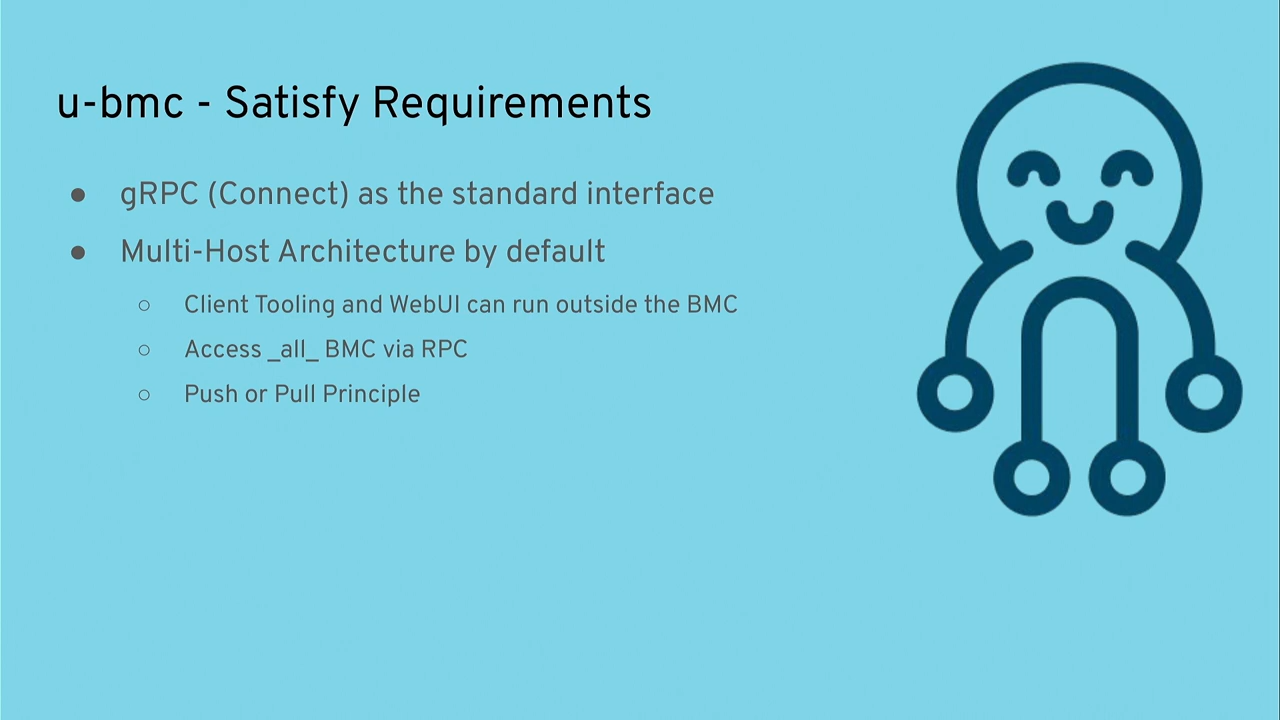 u-bmc - Satisfy Requirements
● gRPC (Connect) as the standard interface
● Multi-Host Architecture by default
○ Client Tooling and WebUI can run outside the BMC
○ Access _all_ BMC via RPC
○ Push or Pull Principle